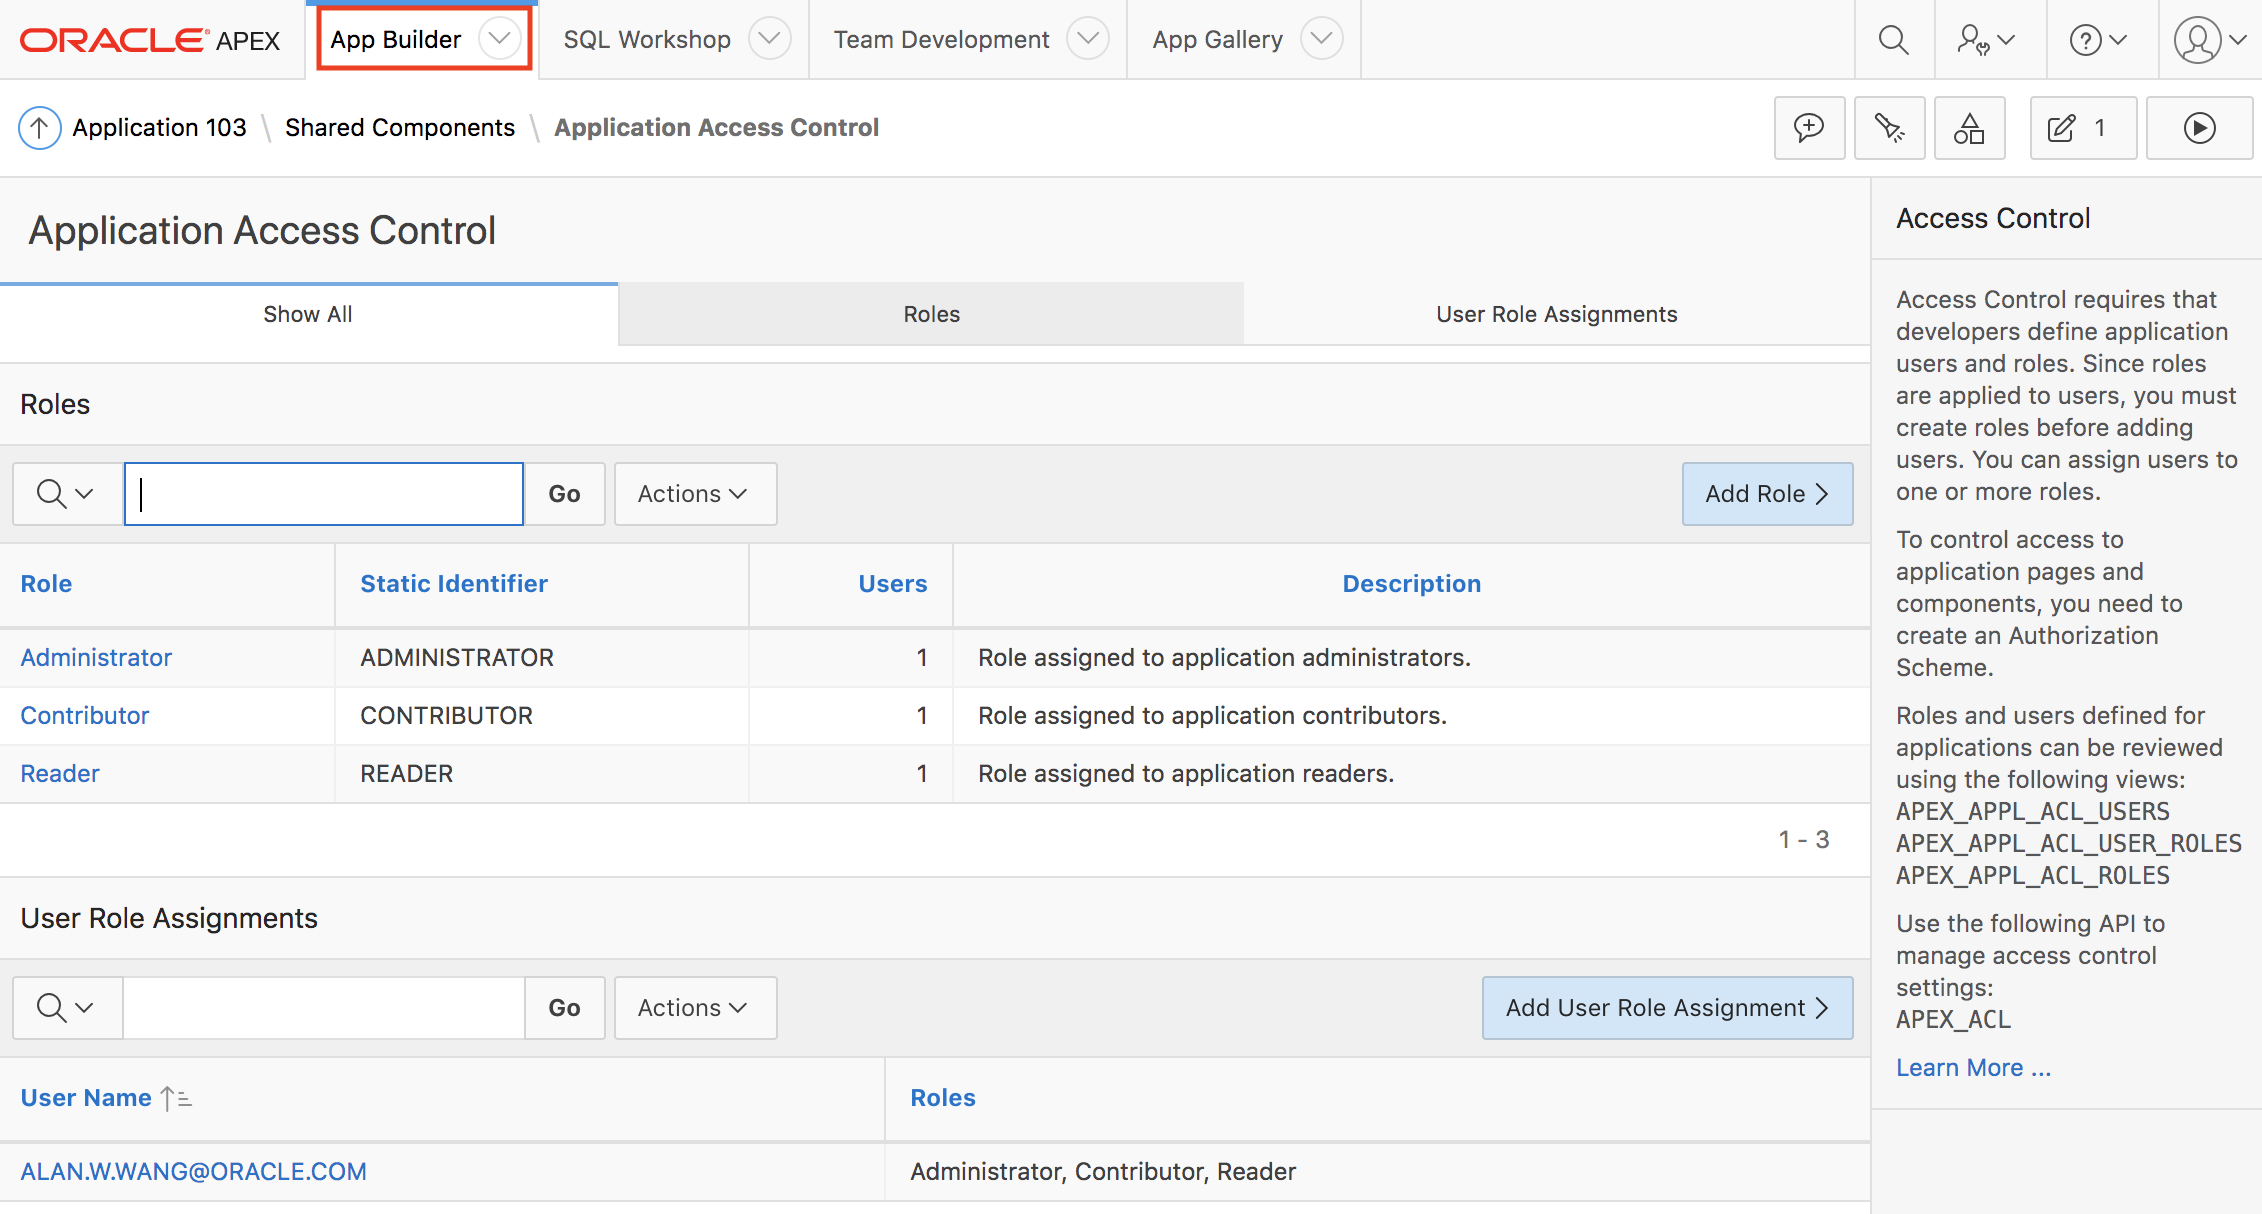 ORACLE APEX App Builder SQL Workshop Team Development App Gallery
Application 103 \ Shared Components \ Application Access Control
1
Application Access Control
Show All Roles User Role Assignments
Roles
Go Actions Add Role
Role Static Identifier Users Description
Administrator ADMINISTRATOR 1 Role assigned to application administrators.
Contributor CONTRIBUTOR 1 Role assigned to application contributors.
Reader READER 1 Role assigned to application readers.
1 - 3
User Role Assignments
Go Actions Add User Role Assignment
User Name Roles
ALAN.W.WANG@ORACLE.COM Administrator, Contributor, Reader
Access Control
Access Control requires that
developers define application
users and roles. Since roles
are applied to users, you must
create roles before adding
users. You can assign users to
one or more roles.
To control access to
application pages and
components, you need to
create an Authorization
Scheme.
Roles and users defined for
applications can be reviewed
using the following views:
APEX_APPL_ACL_USERS
APEX_APPL_ACL_USER_ROLES
APEX_APPL_ACL_ROLES
Use the following API to
manage access control
settings:
APEX_ACL
Learn More ...